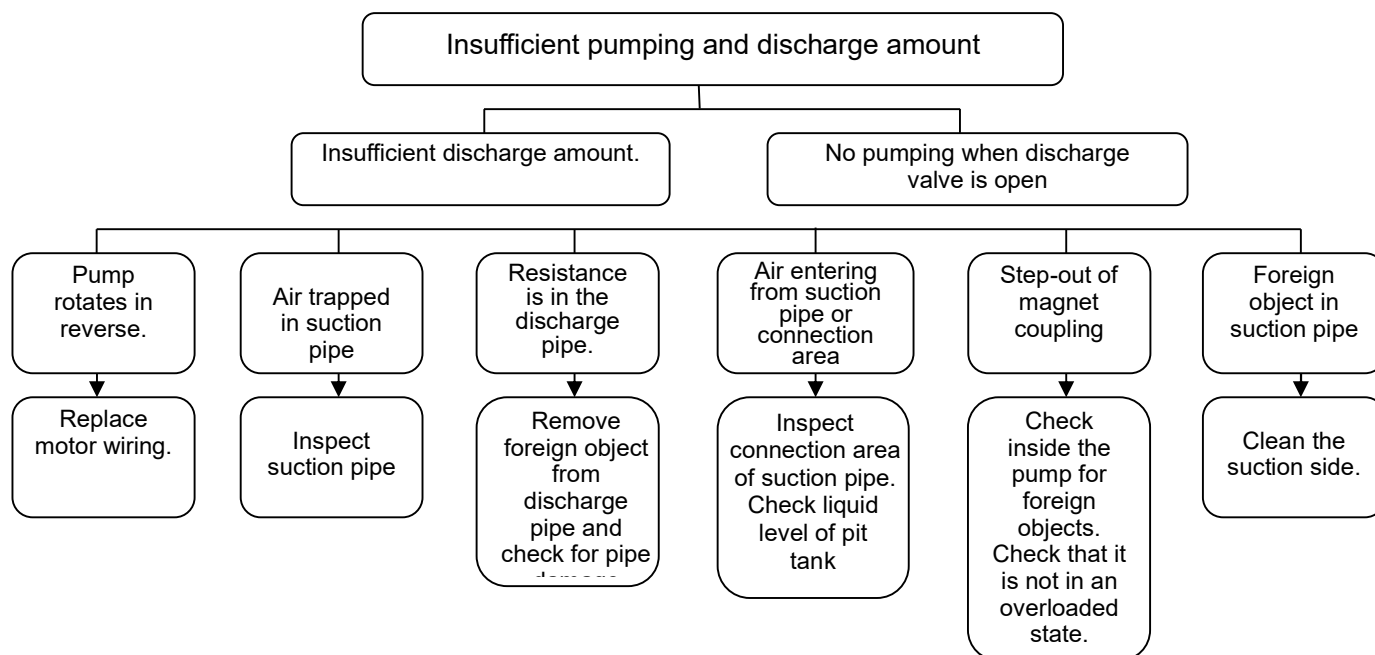 Insufficient pumping and discharge amount
Insufficient discharge amount.
No pumping when discharge
valve is open
Pump
rotates in
reverse.
Air trapped
in suction
pipe
Resistance
is in the
discharge
pipe.
Air entering
from suction
pipe or
connection
area
Step-out of
magnet
coupling
Foreign
object in
suction pipe
Replace
motor wiring.
Inspect
suction pipe
Remove
foreign object
from
discharge
pipe and
check for pipe
Inspect
connection area
of suction pipe.
Check liquid
level of pit
tank
Check
inside the
pump for
foreign
objects.
Check that it
is not in an
overloaded
state.
Clean the
suction side.